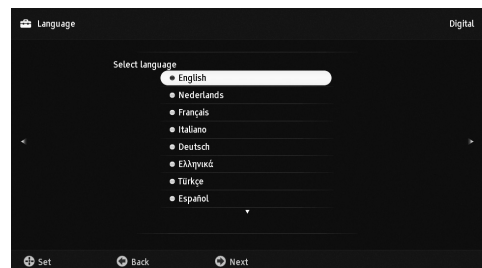 Language
Digital
Select language
English
Nederlands
Français
Italiano
Deutsch
Ελληνικά
Türkçe
Español
Set
Back
Next